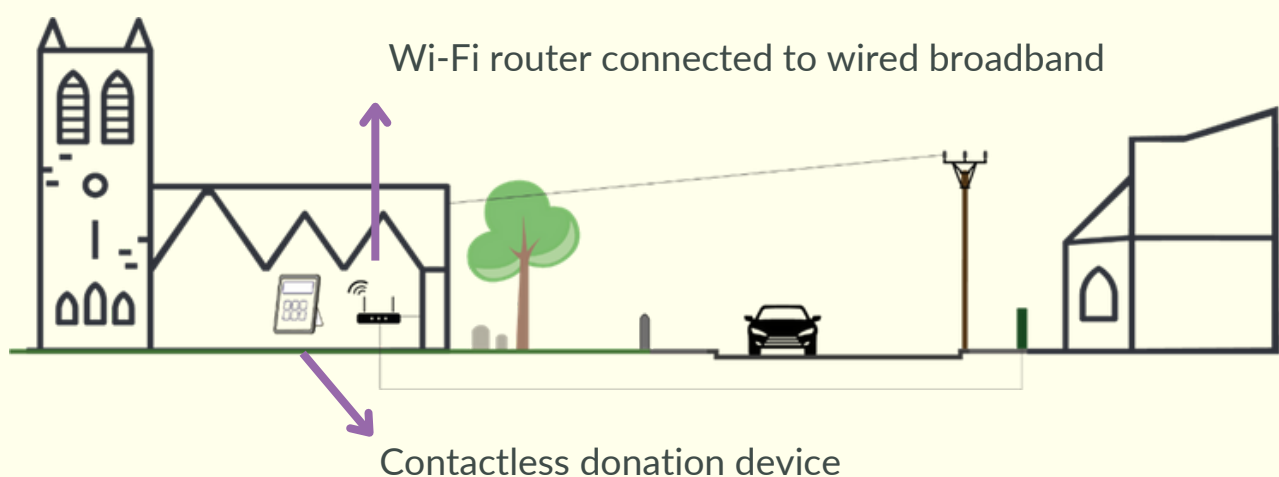 Wi-Fi router connected to wired broadband
Contactless donation device